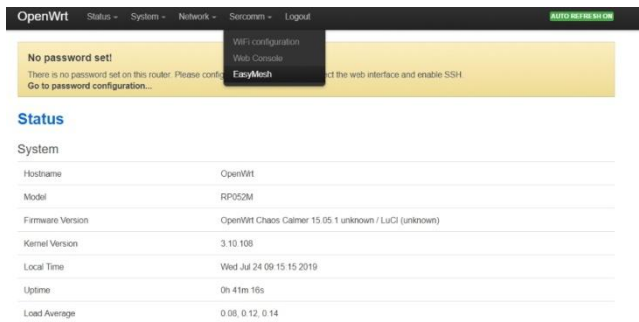 OpenWrt Status System Network Sercomm Logout AUTO REFRESH ON
WiFi configuration
Web Console
EasyMesh
No password set!
There is no password set on this router. Please config ct the web interface and enable SSH.
Go to password configuration...
Status
System
Hostname OpenWrt
Model RP052M
Firmware Version OpenWrt Chaos Calmer 15.05.1 unknown / LuCI (unknown)
Kernel Version 3.10.108
Local Time Wed Jul 24 09:15:15 2019
Uptime 0h 41m 16s
Load Average 0.08, 0.12, 0.14